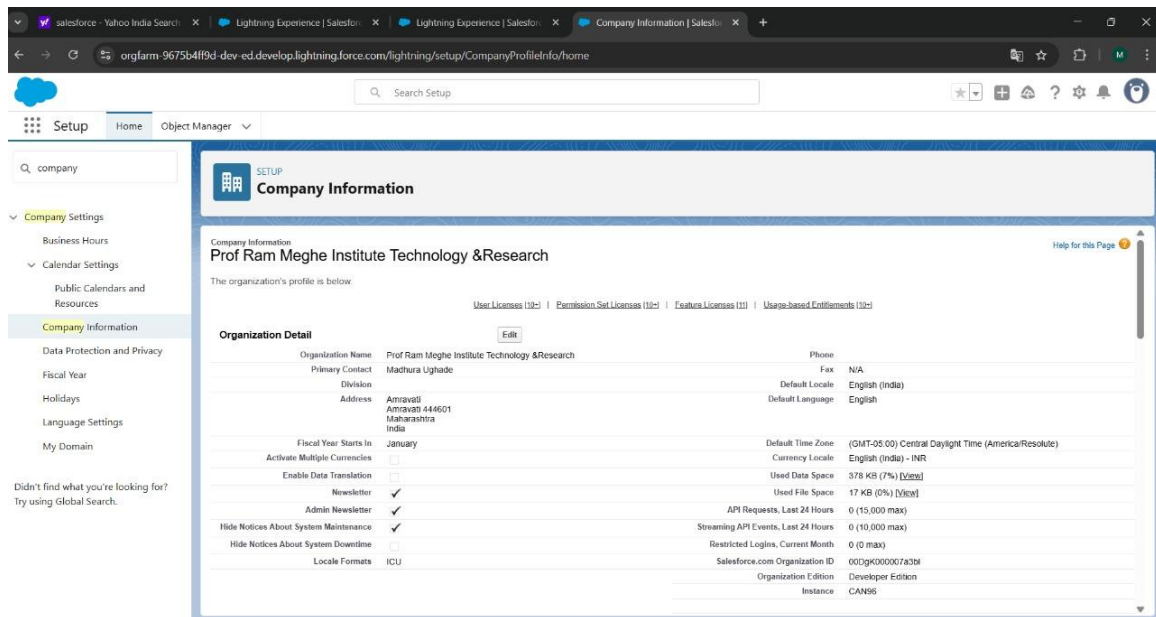 salesforce - Yahoo India Search
Lightning Experience | Salesforc
Lightning Experience | Salesforc
Company Information | Salesfo
orgfarm-9675b4ff9d-dev-ed.develop.lightning.force.com/lightning/setup/CompanyProfileInfo/home
M
Search Setup
Setup
Home
Object Manager
company
Company Settings
Business Hours
Calendar Settings
Public Calendars and
Resources
Company Information
Data Protection and Privacy
Fiscal Year
Holidays
Language Settings
My Domain
Didn't find what you're looking for?
Try using Global Search.
SETUP
Company Information
Company Information
Prof Ram Meghe Institute Technology &Research
Help for this Page
The organization's profile is below.
User Licenses [10+] | Permission Set Licenses [10+] | Feature Licenses [11] | Usage-based Entitlements [10+]
Organization Detail
Edit
Organization Name Prof Ram Meghe Institute Technology &Research
Primary Contact Madhura Ughade
Division
Address Amravati
Amravati 444601
Maharashtra
India
Fiscal Year Starts In January
Activate Multiple Currencies
Enable Data Translation
Newsletter
Admin Newsletter
Hide Notices About System Maintenance
Hide Notices About System Downtime
Locale Formats ICU
Phone
Fax N/A
Default Locale English (India)
Default Language English
Default Time Zone (GMT-05:00) Central Daylight Time (America/Resolute)
Currency Locale English (India) - INR
Used Data Space 378 KB (7%) [View]
Used File Space 17 KB (0%) [View]
API Requests, Last 24 Hours 0 (15,000 max)
Streaming API Events, Last 24 Hours 0 (10,000 max)
Restricted Logins, Current Month 0 (0 max)
Salesforce.com Organization ID 00DgK000007a3bI
Organization Edition Developer Edition
Instance CAN96